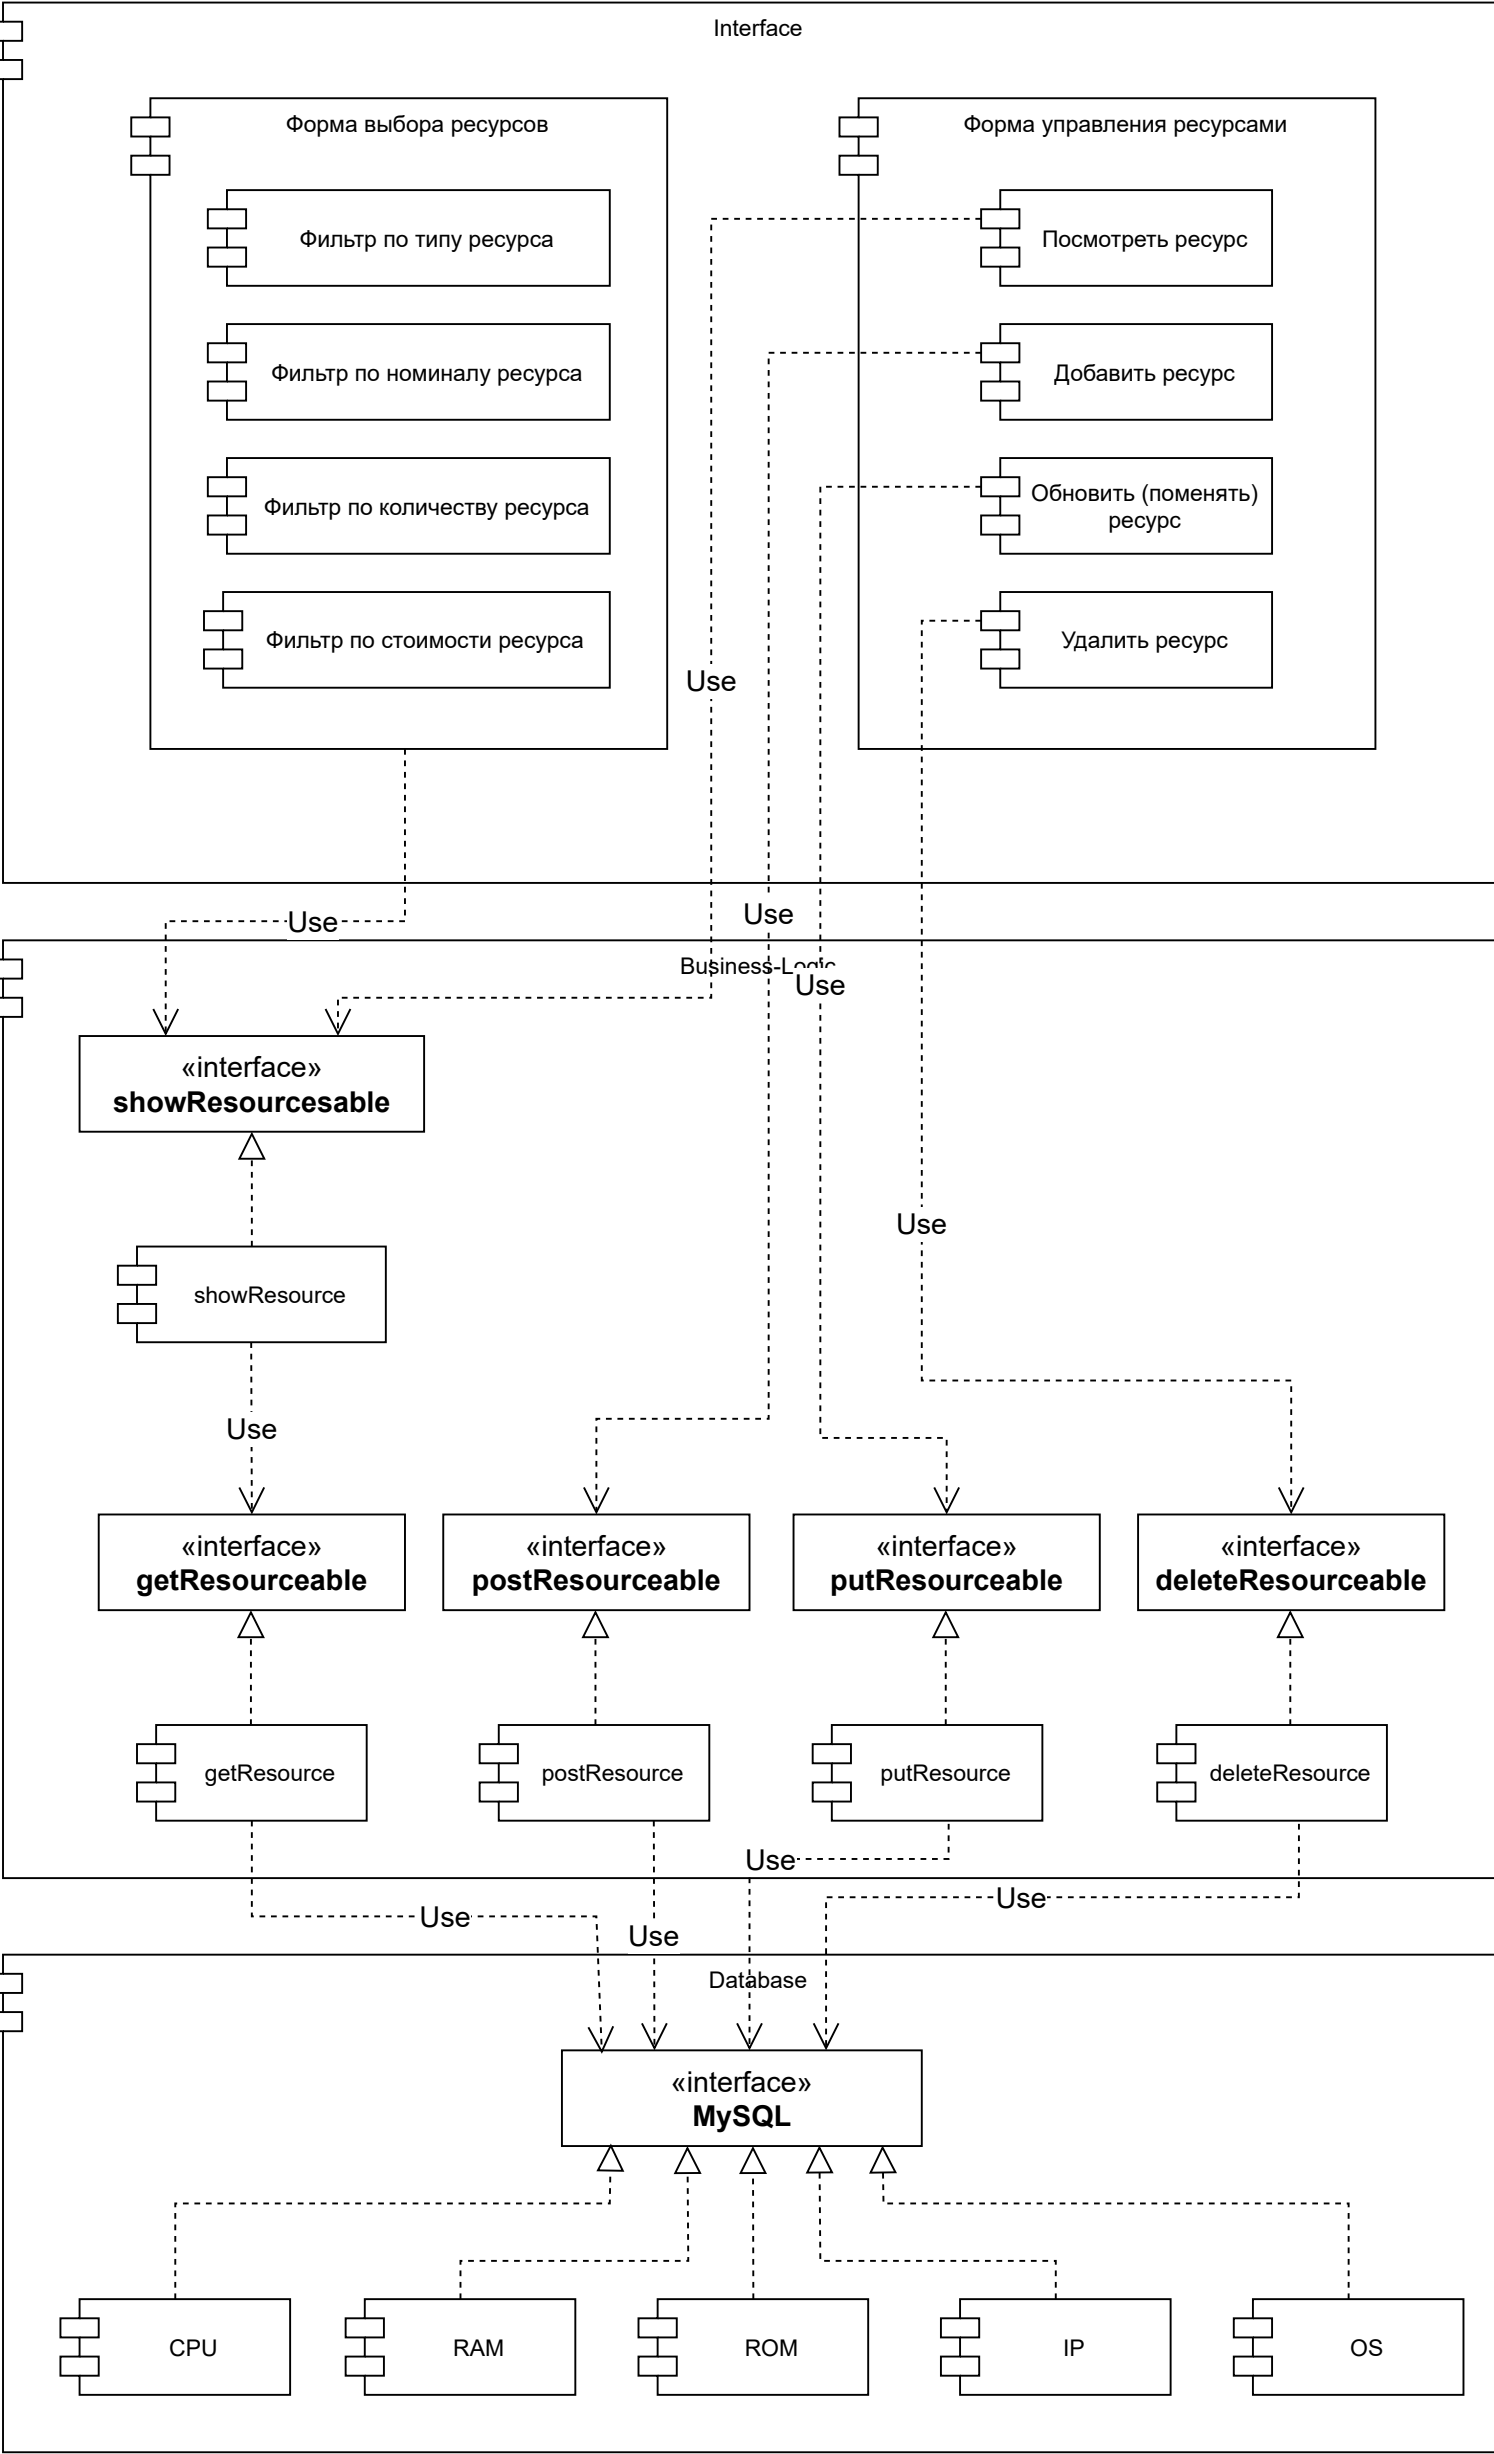 Interface
Форма выбора ресурсов
Форма управления ресурсами
Фильтр по типу ресурса
Посмотреть ресурс
Фильтр по номиналу ресурса
Добавить ресурс
Фильтр по количеству ресурса
Обновить (поменять)
ресурс
Фильтр по стоимости ресурса
Удалить ресурс
Use
Use
Use
Business-Logic
Use
«interface»
showResourcesable
Use
showResource
Use
«interface»
getResourceable
«interface»
postResourceable
«interface»
putResourceable
«interface»
deleteResourceable
getResource
postResource
putResource
deleteResource
Use
Use
Use
Use
Database
«interface»
MySQL
CPU
RAM
ROM
IP
OS